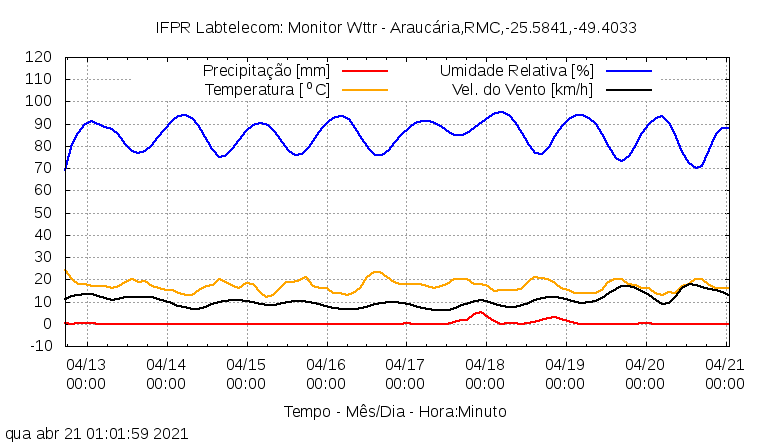 IFPR Labtelecom: Monitor Wttr - Araucária,RMC,-25.5841,-49.4033
Precipitação [mm]
Temperatura [⁰C]
Umidade Relativa [%]
Vel. do Vento [km/h]
120
110
100
90
80
70
60
50
40
30
20
10
0
-10
04/13 04/14 04/15 04/16 04/17 04/18 04/19 04/20 04/21
00:00 00:00 00:00 00:00 00:00 00:00 00:00 00:00 00:00
Tempo - Mês/Dia - Hora:Minuto
qua abr 21 01:01:59 2021